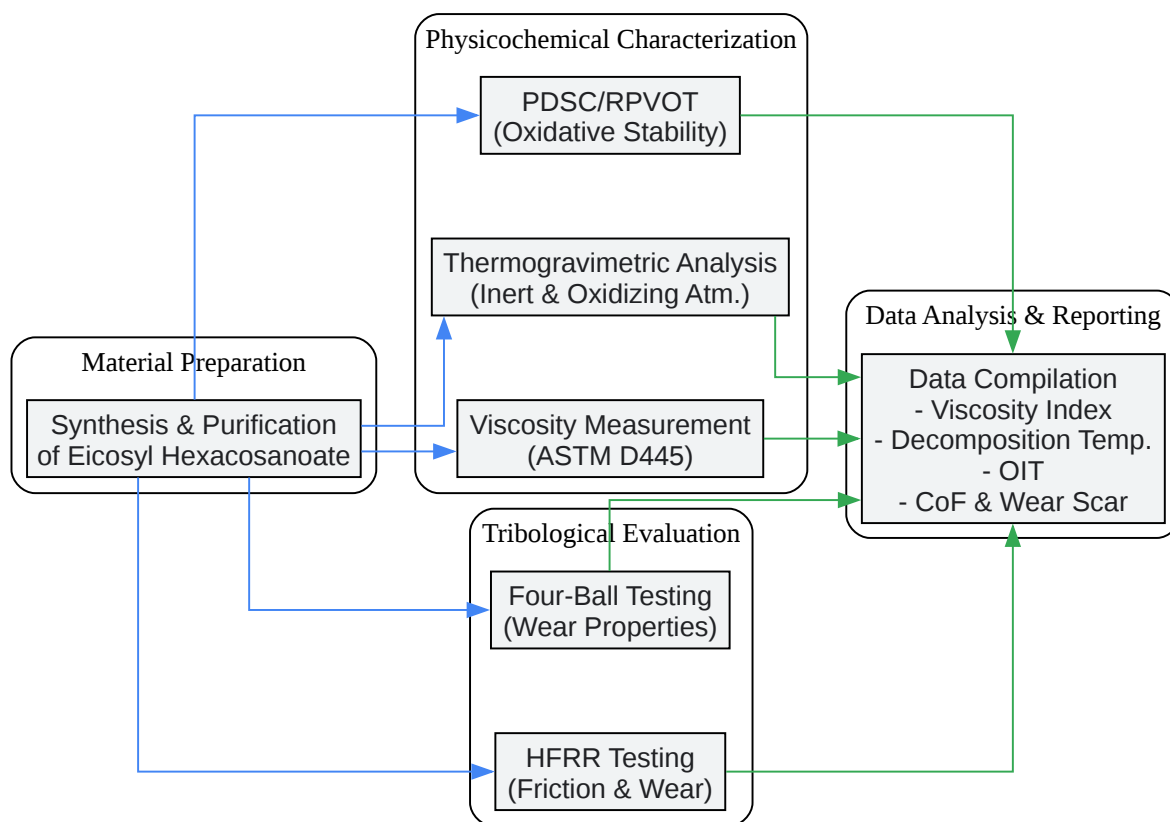 Physicochemical Characterization
PDSC/RPVOT
(Oxidative Stability)
Thermogravimetric Analysis
(Inert & Oxidizing Atm.)
Viscosity Measurement
(ASTM D445)
Material Preparation
Synthesis & Purification
of Eicosyl Hexacosanoate
Tribological Evaluation
Four-Ball Testing
(Wear Properties)
HFRR Testing
(Friction & Wear)
Data Analysis & Reporting
Data Compilation
- Viscosity Index
- Decomposition Temp.
- OIT
- CoF & Wear Scar